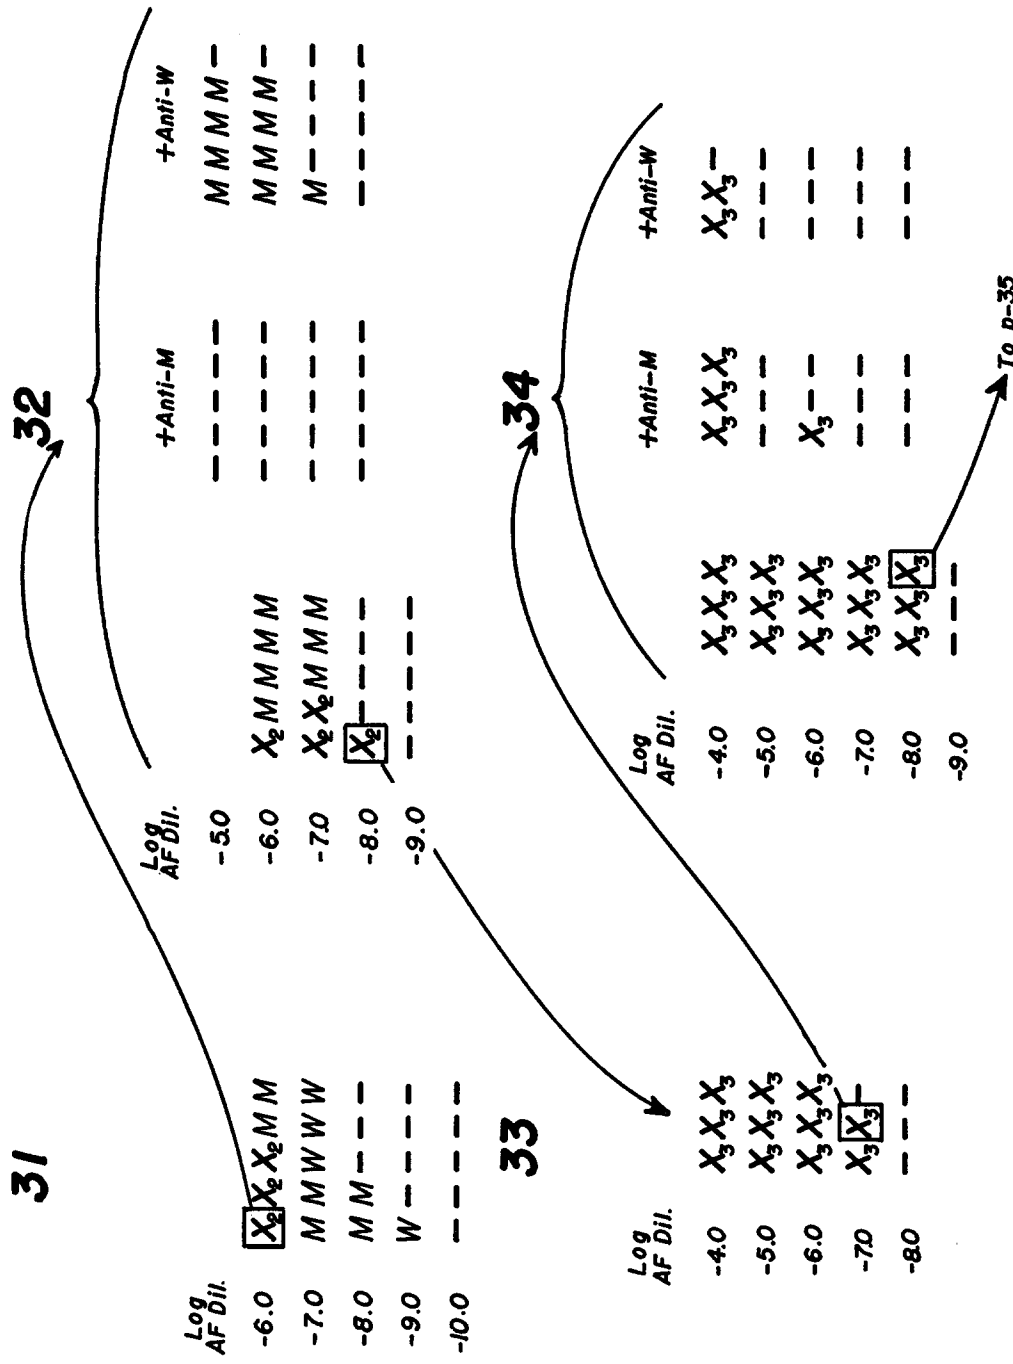 31
Log
AF Dil.
-6.0 X₂ X₂ X₂ M M
-7.0 M M W W W
-8.0 M M – – –
-9.0 W – – – –
-10.0 – – – – –
32
Log
AF Dil. +Anti-M +Anti-W
-5.0 – – – – – M M M M –
-6.0 X₂ M M M M – – – – – M M M M –
-7.0 X₂ X₂ M M M – – – – – M – – – –
-8.0 X₂ – – – – – – – – – – – – – –
-9.0 – – – – –
33
Log
AF Dil.
-4.0 X₃ X₃ X₃
-5.0 X₃ X₃ X₃
-6.0 X₃ X₃ X₃
-7.0 X₃ X₃ –
-8.0 – – –
34
Log
AF Dil. +Anti-M +Anti-W
-4.0 X₃ X₃ X₃ X₃ X₃ X₃ X₃ X₃ –
-5.0 X₃ X₃ X₃ – – – – – –
-6.0 X₃ X₃ X₃ X₃ – – – – –
-7.0 X₃ X₃ X₃ – – – – – –
-8.0 X₃ X₃ X₃ – – – – – –
-9.0 – – –
To p-35